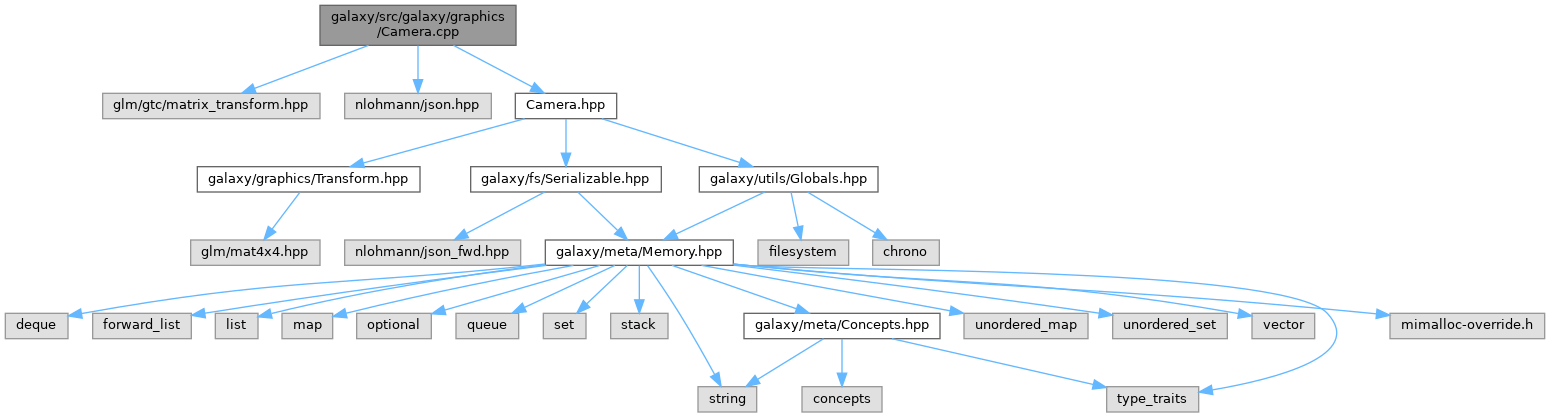 galaxy/src/galaxy/graphics
/Camera.cpp
glm/gtc/matrix_transform.hpp
nlohmann/json.hpp
Camera.hpp
galaxy/graphics/Transform.hpp
galaxy/fs/Serializable.hpp
galaxy/utils/Globals.hpp
glm/mat4x4.hpp
nlohmann/json_fwd.hpp
galaxy/meta/Memory.hpp
filesystem
chrono
deque
forward_list
list
map
optional
queue
set
stack
galaxy/meta/Concepts.hpp
unordered_map
unordered_set
vector
mimalloc-override.h
string
concepts
type_traits